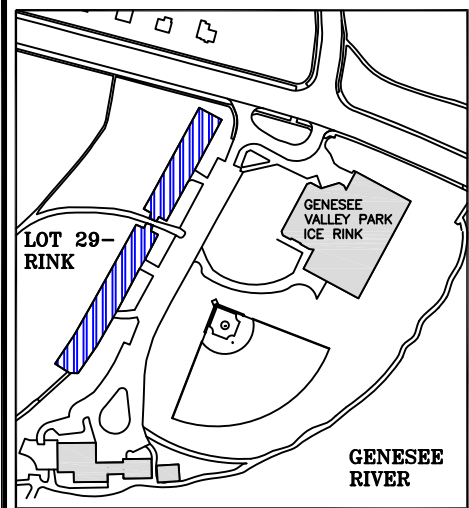 GENESEE
VALLEY PARK
ICE RINK
LOT 29-
RINK
GENESEE
RIVER